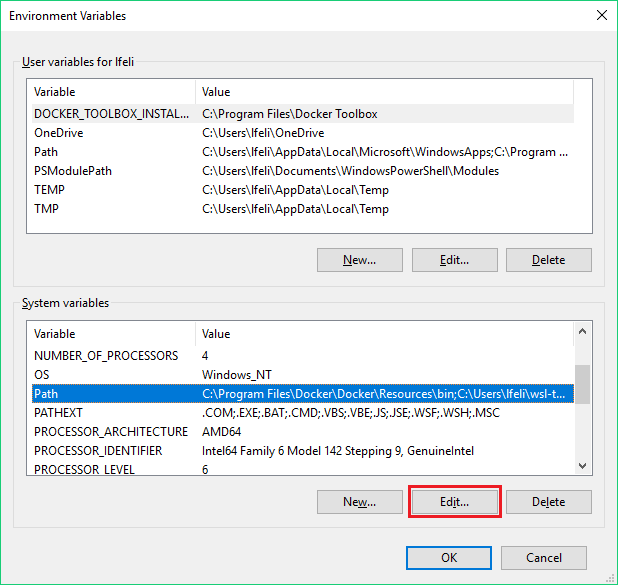 Environment Variables
User variables for lfeli
Variable Value
DOCKER_TOOLBOX_INSTAL... C:\Program Files\Docker Toolbox
OneDrive C:\Users\lfeli\OneDrive
Path C:\Users\lfeli\AppData\Local\Microsoft\WindowsApps;C:\Program ...
PSModulePath C:\Users\lfeli\Documents\WindowsPowerShell\Modules
TEMP C:\Users\lfeli\AppData\Local\Temp
TMP C:\Users\lfeli\AppData\Local\Temp
New... Edit... Delete
System variables
Variable Value
NUMBER_OF_PROCESSORS 4
OS Windows_NT
Path C:\Program Files\Docker\Docker\Resources\bin;C:\Users\lfeli\wsl-t...
PATHEXT .COM;.EXE;.BAT;.CMD;.VBS;.VBE;.JS;.JSE;.WSF;.WSH;.MSC
PROCESSOR_ARCHITECTURE AMD64
PROCESSOR_IDENTIFIER Intel64 Family 6 Model 142 Stepping 9, GenuineIntel
PROCESSOR_LEVEL 6
New... Edit... Delete
OK Cancel